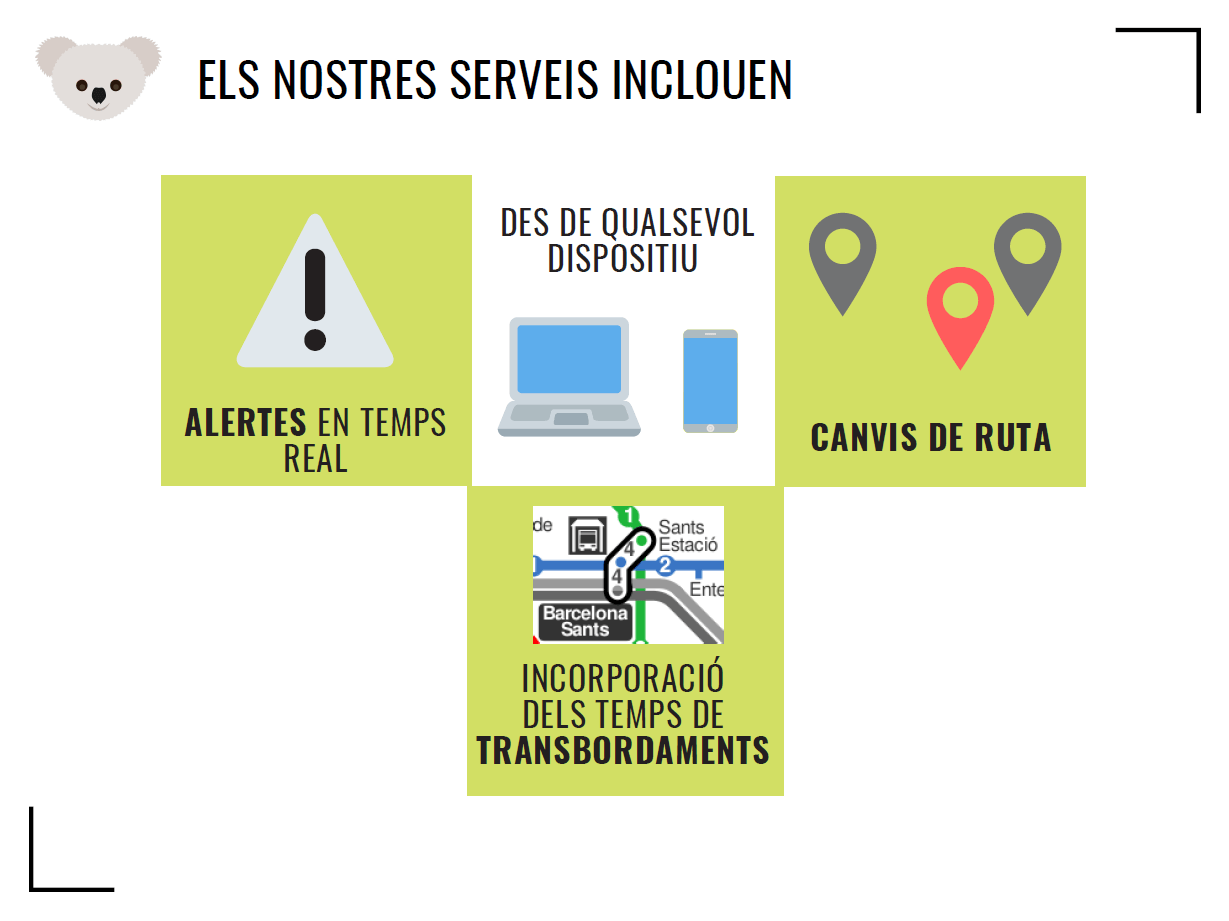 ELS NOSTRES SERVEIS INCLOUEN
ALERTES EN TEMPS
REAL
DES DE QUALSEVOL
DISPOSITIU
CANVIS DE RUTA
de
1
Sants
Estació
4
2
4
Ente
Barcelona
Sants
INCORPORACIÓ
DELS TEMPS DE
TRANSBORDAMENTS